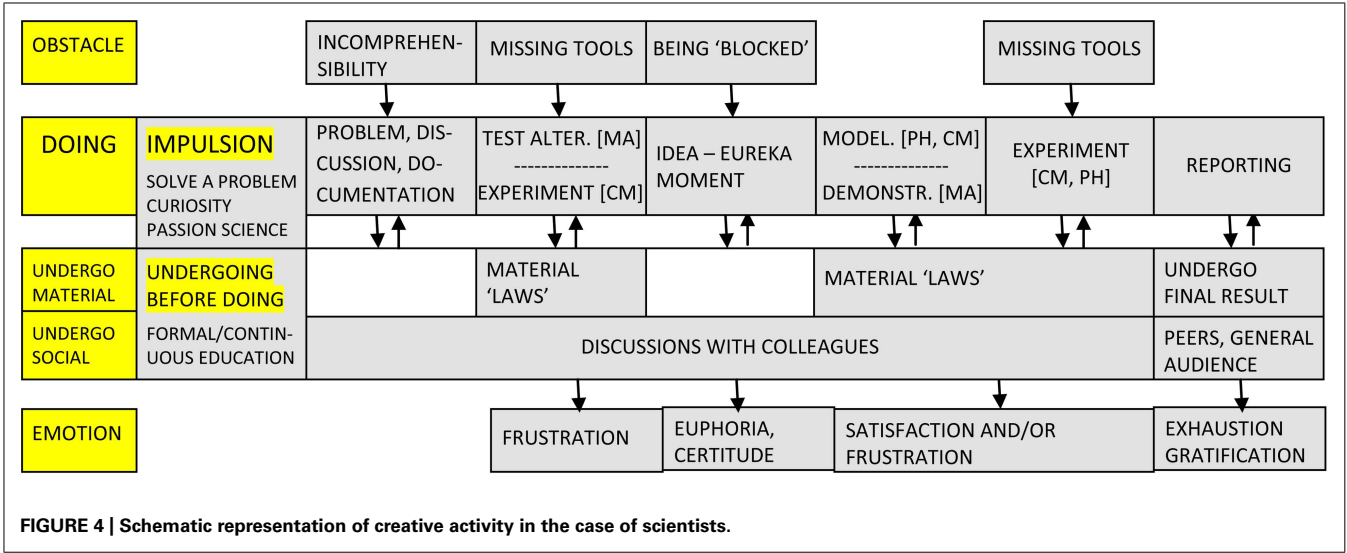 OBSTACLE
INCOMPREHEN-
SIBILITY
MISSING TOOLS
BEING ‘BLOCKED’
MISSING TOOLS
DOING
IMPULSION
SOLVE A PROBLEM
CURIOSITY
PASSION SCIENCE
PROBLEM, DIS-
CUSSION, DO-
CUMENTATION
TEST ALTER. [MA]
--------------
EXPERIMENT [CM]
IDEA – EUREKA
MOMENT
MODEL. [PH, CM]
--------------
DEMONSTR. [MA]
EXPERIMENT
[CM, PH]
REPORTING
UNDERGO
MATERIAL
UNDERGOING
BEFORE DOING
MATERIAL
‘LAWS’
MATERIAL ‘LAWS’
UNDERGO
FINAL RESULT
UNDERGO
SOCIAL
FORMAL/CONTIN-
UOUS EDUCATION
DISCUSSIONS WITH COLLEAGUES
PEERS, GENERAL
AUDIENCE
EMOTION
FRUSTRATION
EUPHORIA,
CERTITUDE
SATISFACTION AND/OR
FRUSTRATION
EXHAUSTION
GRATIFICATION
FIGURE 4 | Schematic representation of creative activity in the case of scientists.